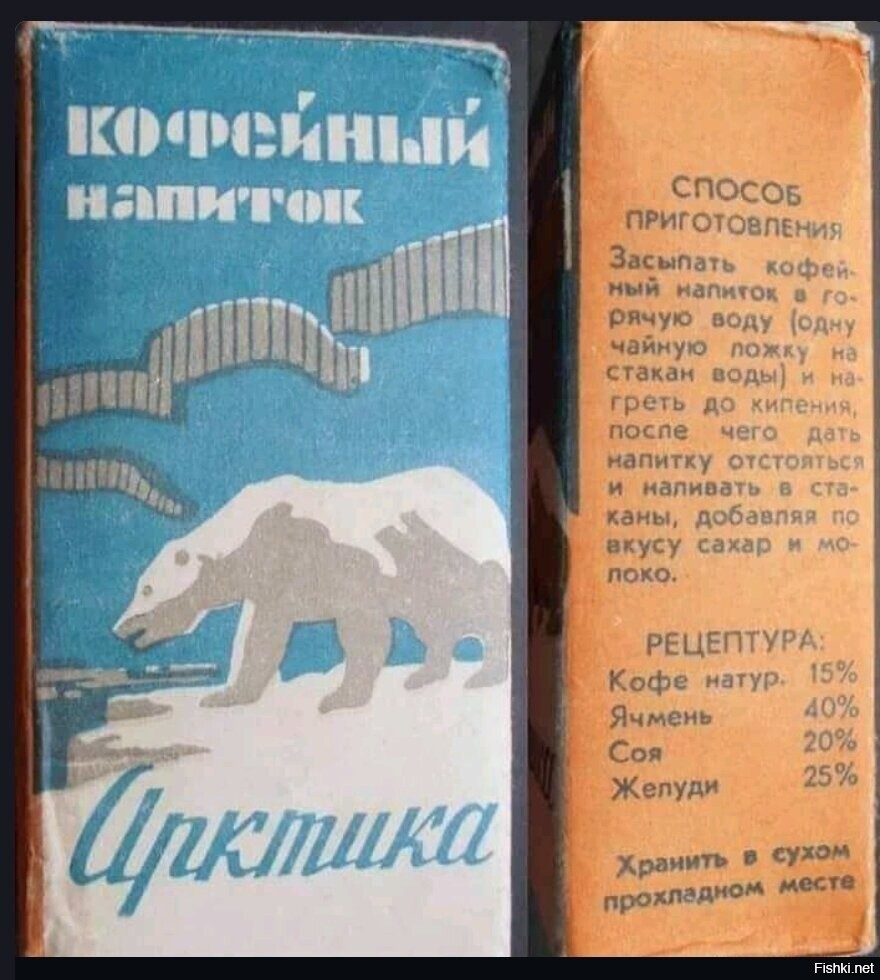 КОФЕЙНЫЙ
НАПИТОК
Арктика
СПОСОБ
ПРИГОТОВЛЕНИЯ
Засыпать кофей-
ный напиток в го-
рячую воду (одну
чайную ложку на
стакан воды) и на-
греть до кипения,
после чего дать
напитку отстояться
и наливать в ста-
каны, добавляя по
вкусу сахар и мо-
локо.
РЕЦЕПТУРА:
Кофе натур. 15%
Ячмень 40%
Соя 20%
Желуди 25%
Хранить в сухом
прохладном месте
Fishki.net